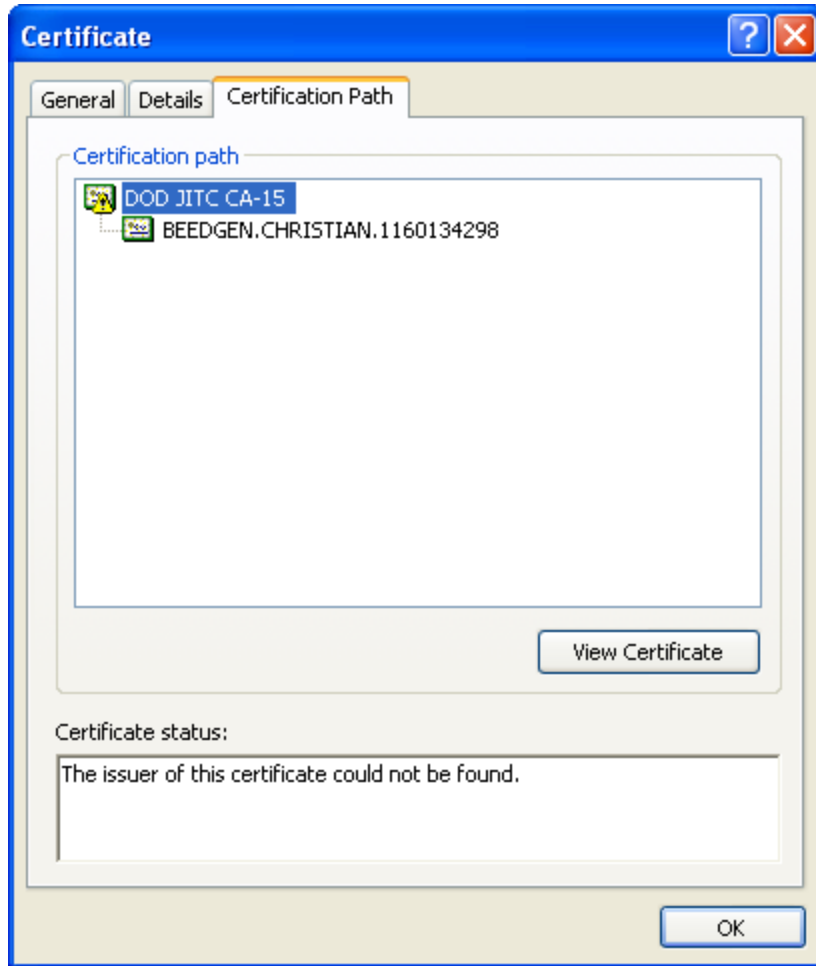 Certificate
General Details Certification Path
Certification path
DOD JITC CA-15
BEEDGEN.CHRISTIAN.1160134298
View Certificate
Certificate status:
The issuer of this certificate could not be found.
OK